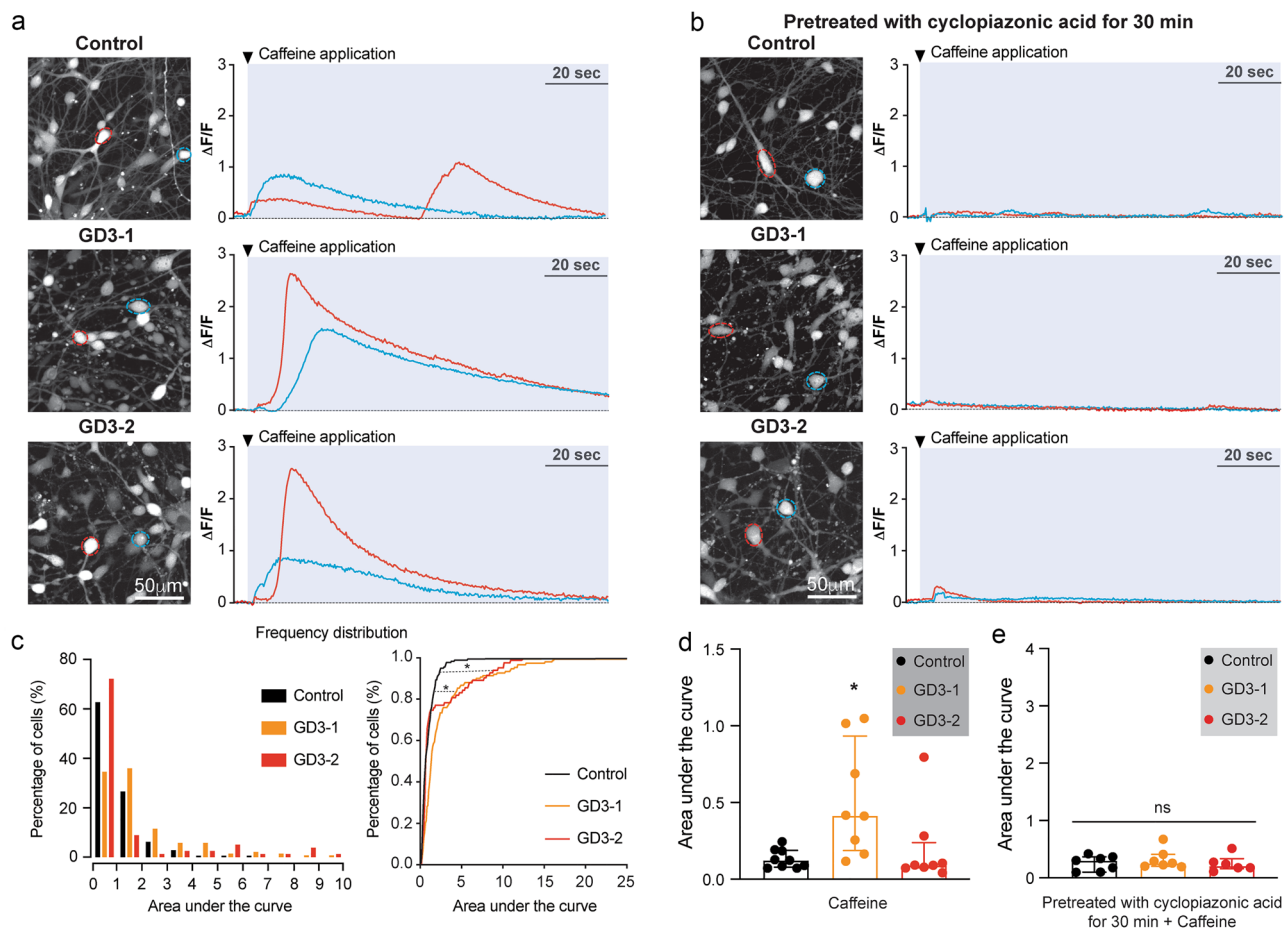 a
Control
Caffeine application
20 sec
ΔF/F
3
2
1
0
GD3-1
Caffeine application
20 sec
ΔF/F
3
2
1
0
GD3-2
Caffeine application
20 sec
ΔF/F
3
2
1
0
50μm
b
Pretreated with cyclopiazonic acid for 30 min
Control
Caffeine application
20 sec
ΔF/F
3
2
1
0
GD3-1
Caffeine application
20 sec
ΔF/F
3
2
1
0
GD3-2
Caffeine application
20 sec
ΔF/F
3
2
1
0
50μm
c
Frequency distribution
Percentage of cells (%)
80
60
40
20
0
Control
GD3-1
GD3-2
0 1 2 3 4 5 6 7 8 9 10
Area under the curve
Percentage of cells (%)
1.0
0.8
0.6
0.4
0.2
0.0
*
*
Control
GD3-1
GD3-2
0 5 10 15 20 25
Area under the curve
d
Area under the curve
1.5
1.0
0.5
0.0
*
Control
GD3-1
GD3-2
Caffeine
e
Area under the curve
4
3
2
1
0
ns
Control
GD3-1
GD3-2
Pretreated with cyclopiazonic acid
for 30 min + Caffeine